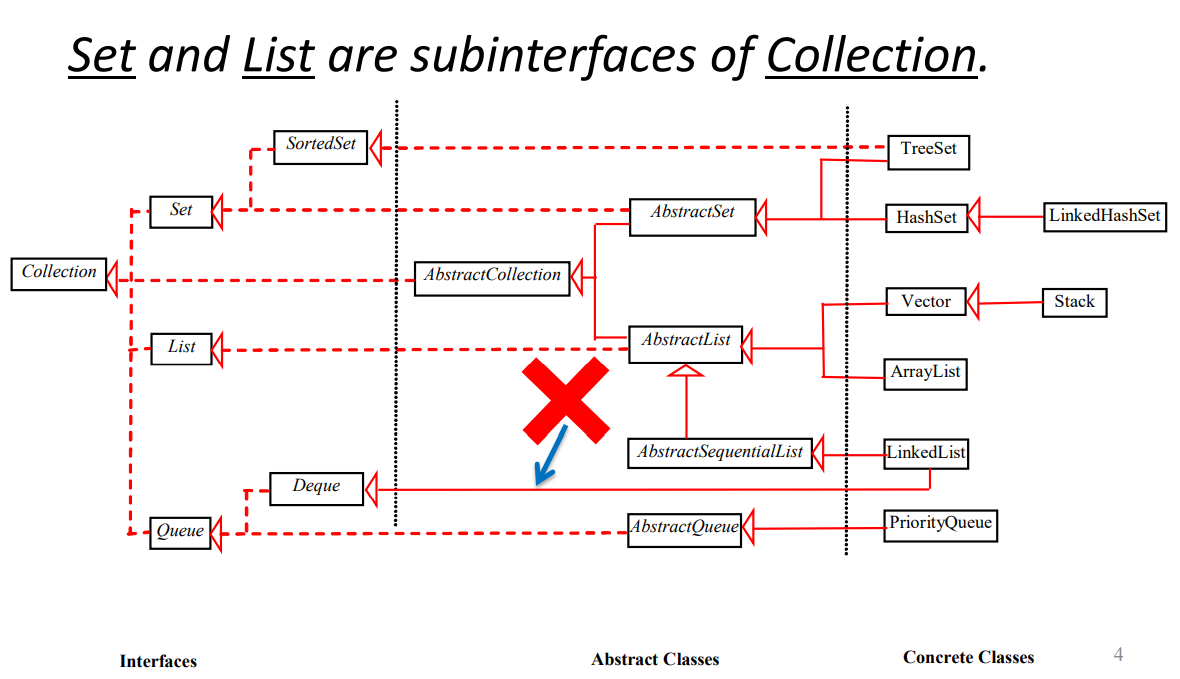 Set and List are subinterfaces of Collection.
SortedSet
TreeSet
Set
AbstractSet
HashSet
LinkedHashSet
Collection
AbstractCollection
Vector
Stack
List
AbstractList
ArrayList
AbstractSequentialList
LinkedList
Deque
Queue
AbstractQueue
PriorityQueue
Interfaces
Abstract Classes
Concrete Classes
4